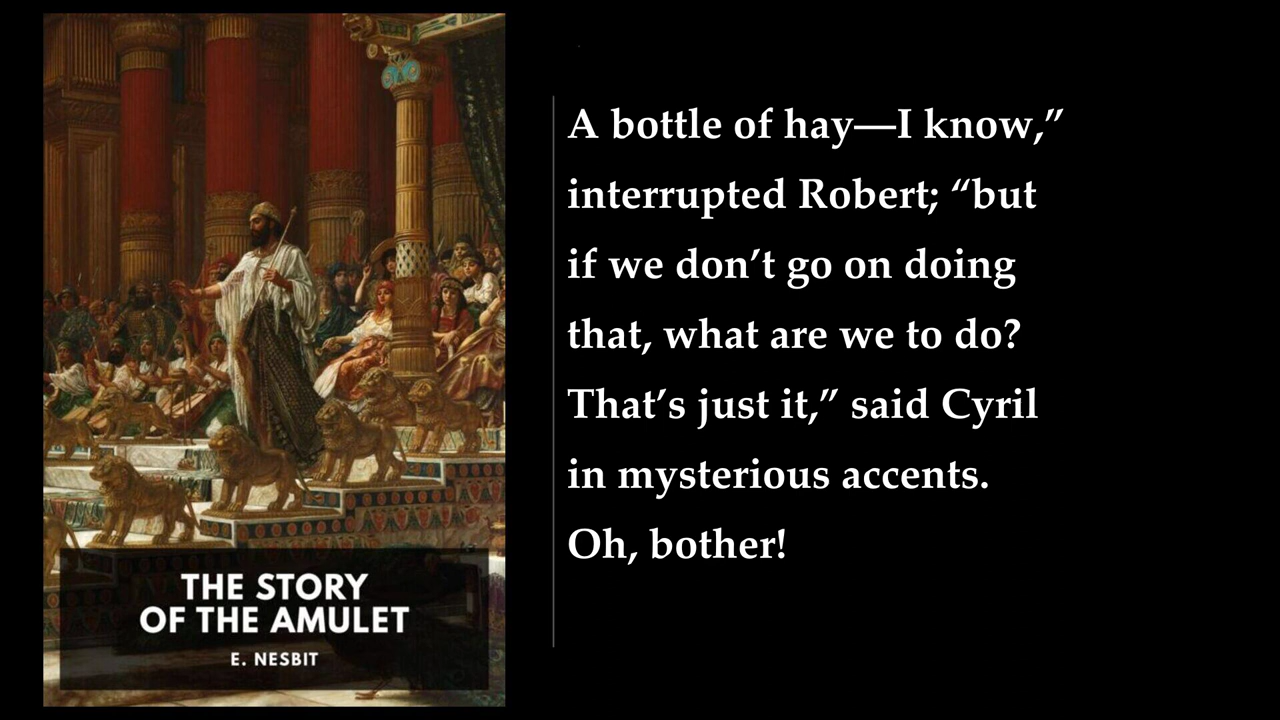 THE STORY
OF THE AMULET
E. NESBIT
A bottle of hay—I know,”
interrupted Robert; “but
if we don’t go on doing
that, what are we to do?
That’s just it,” said Cyril
in mysterious accents.
Oh, bother!